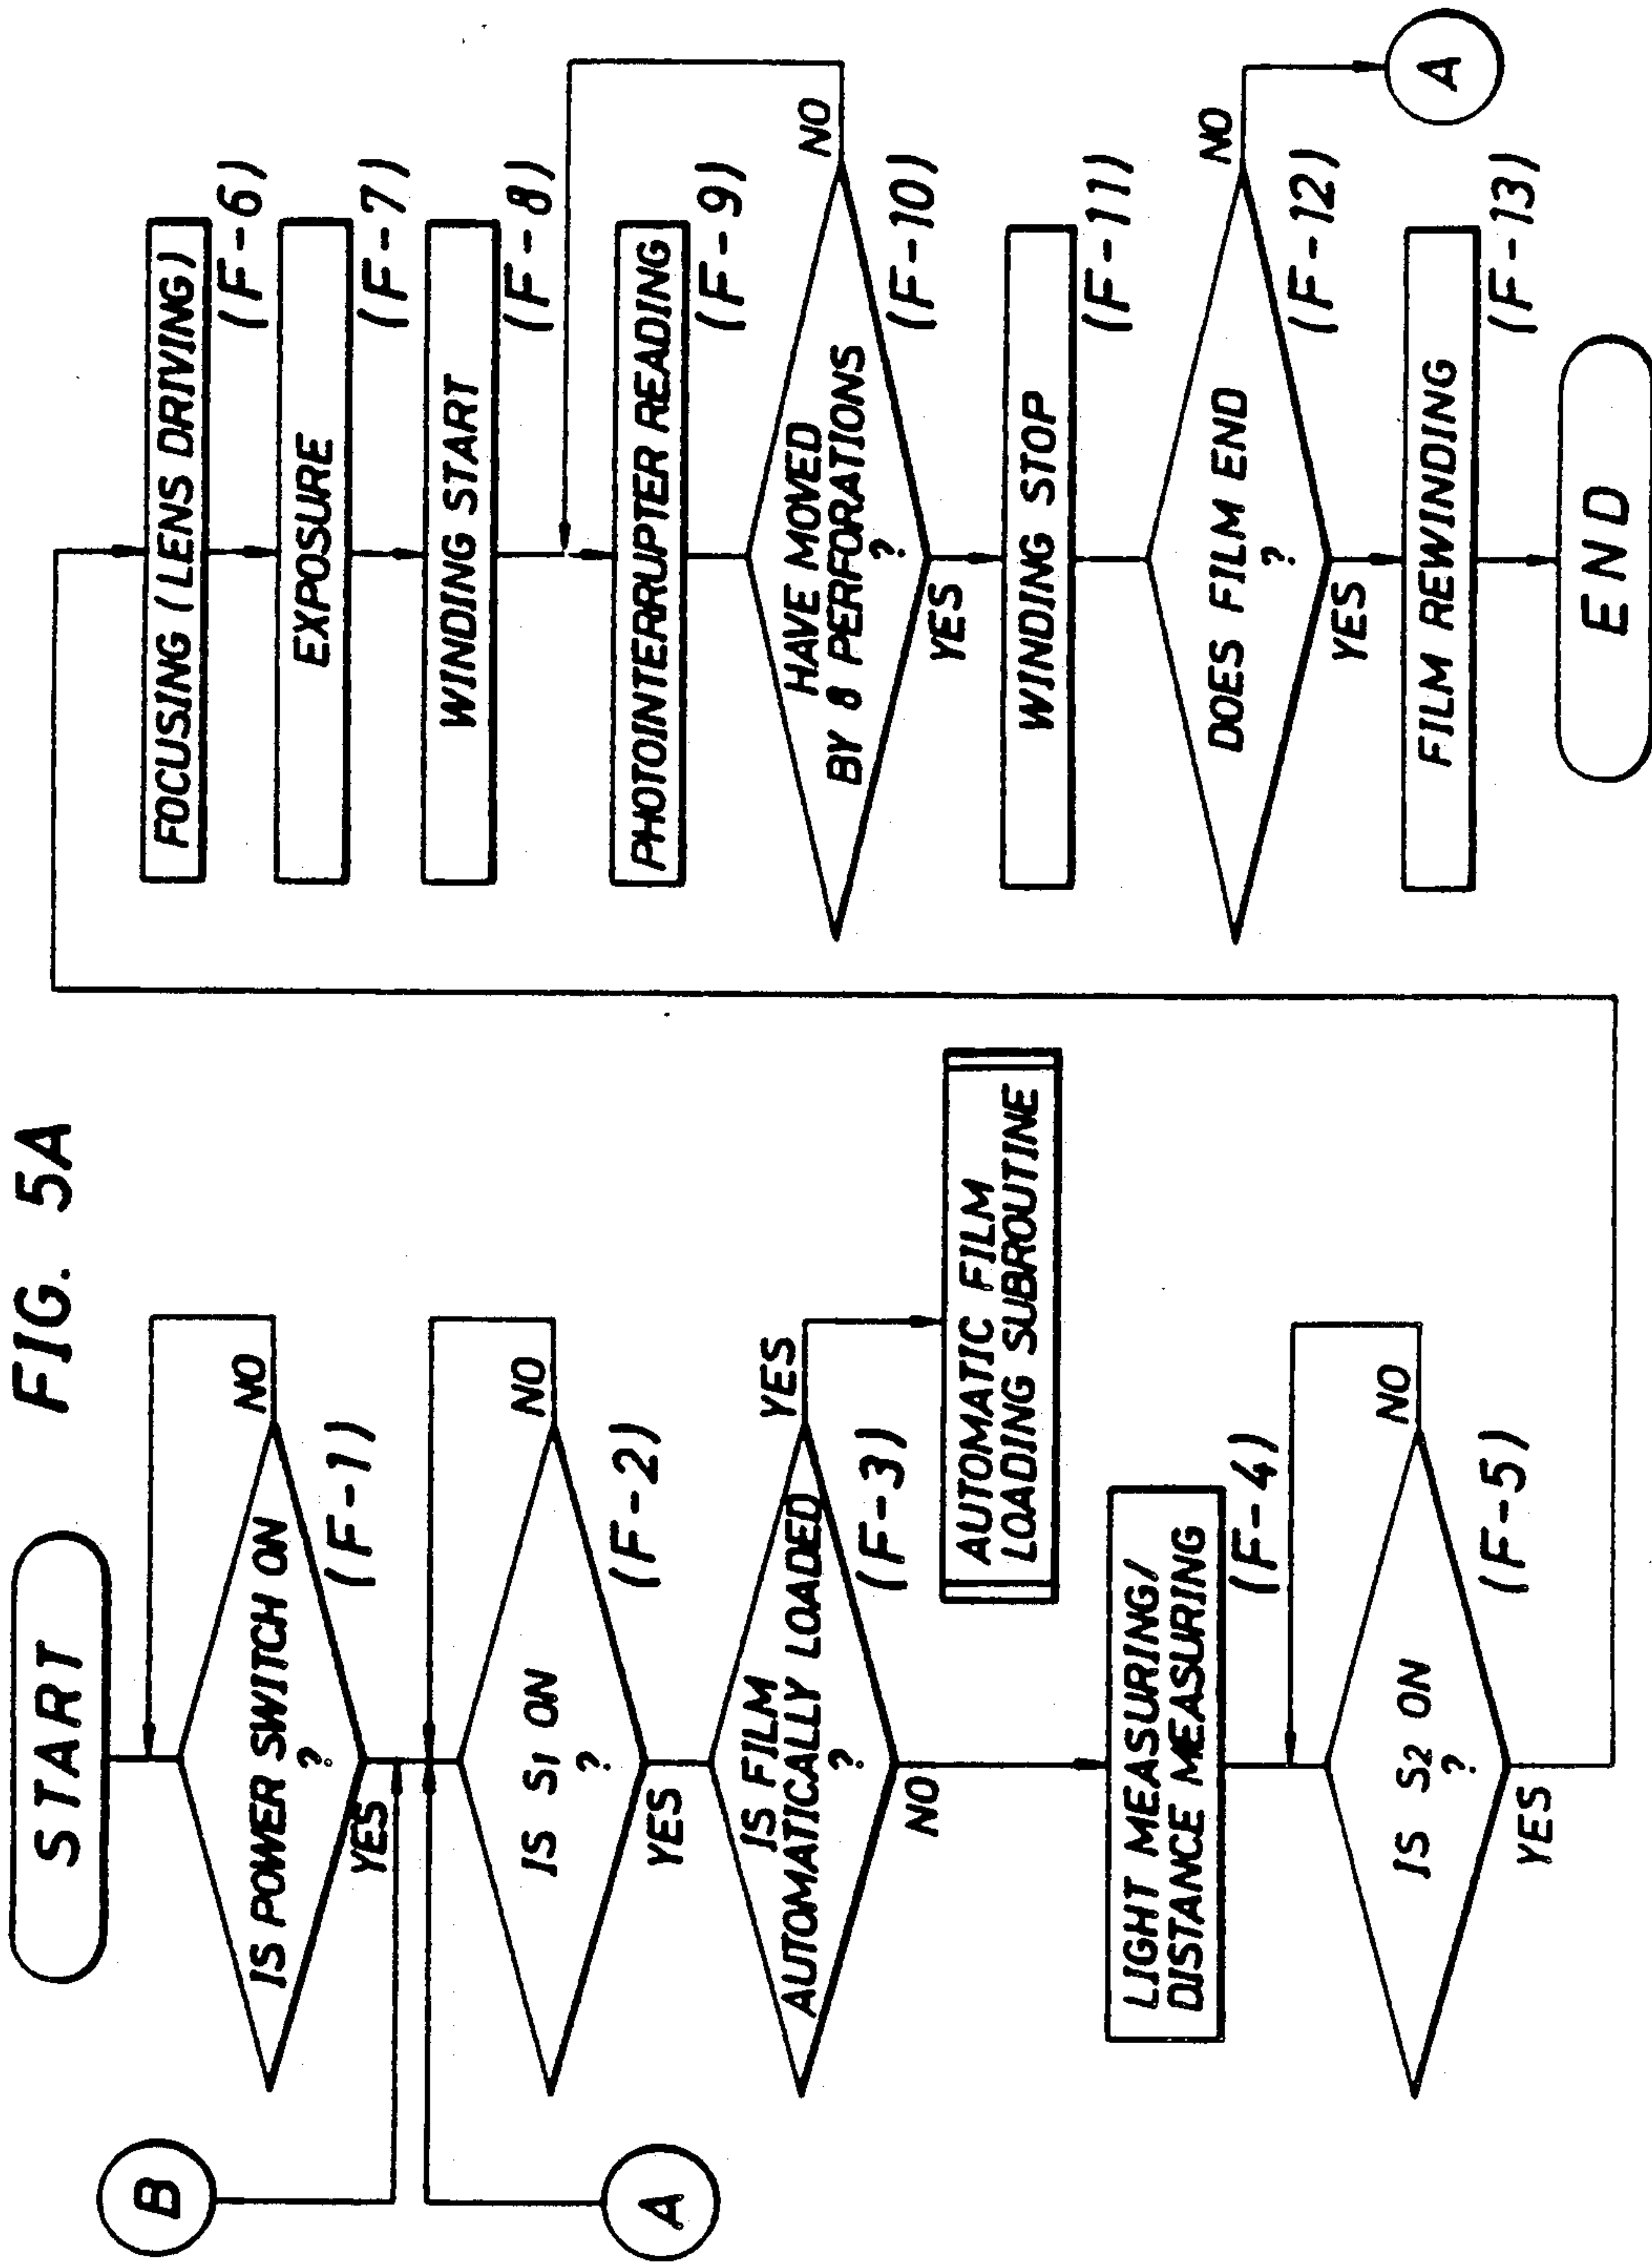 FIG. 5A
START
IS POWER SWITCH ON
?
NO
(F-1)
YES
B
A
IS S1 ON
?
NO
(F-2)
YES
IS FILM
AUTOMATICALLY LOADED
?
YES
(F-3)
NO
AUTOMATIC FILM
LOADING SUBROUTINE
LIGHT MEASURING/
DISTANCE MEASURING
(F-4)
IS S2 ON
?
NO
(F-5)
YES
FOCUSING (LENS DRIVING)
(F-6)
EXPOSURE
(F-7)
WINDING START
(F-8)
PHOTOINTERRUPTER READING
(F-9)
HAVE MOVED
BY 8 PERFORATIONS
?
NO
(F-10)
YES
WINDING STOP
(F-11)
DOES FILM END
?
NO
(F-12)
A
YES
FILM REWINDING
(F-13)
END